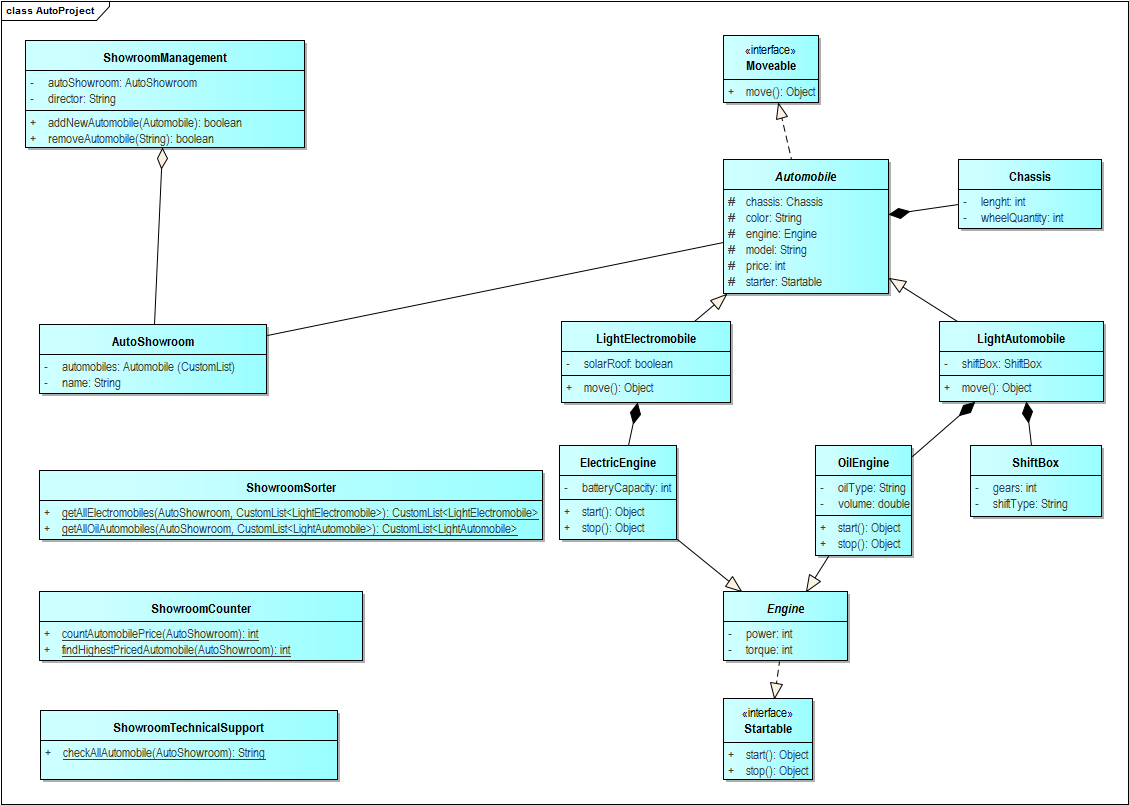 class AutoProject
ShowroomManagement
- autoShowroom: AutoShowroom
- director: String
+ addNewAutomobile(Automobile): boolean
+ removeAutomobile(String): boolean
«interface»
Moveable
+ move(): Object
Automobile
# chassis: Chassis
# color: String
# engine: Engine
# model: String
# price: int
# starter: Startable
Chassis
- lenght: int
- wheelQuantity: int
AutoShowroom
- automobiles: Automobile (CustomList)
- name: String
LightElectromobile
- solarRoof: boolean
+ move(): Object
LightAutomobile
- shiftBox: ShiftBox
+ move(): Object
ElectricEngine
- batteryCapacity: int
+ start(): Object
+ stop(): Object
OilEngine
- oilType: String
- volume: double
+ start(): Object
+ stop(): Object
ShiftBox
- gears: int
- shiftType: String
ShowroomSorter
+ getAllElectromobiles(AutoShowroom, CustomList<LightElectromobile>): CustomList<LightElectromobile>
+ getAllOilAutomobiles(AutoShowroom, CustomList<LightAutomobile>): CustomList<LightAutomobile>
ShowroomCounter
+ countAutomobilePrice(AutoShowroom): int
+ findHighestPricedAutomobile(AutoShowroom): int
Engine
- power: int
- torque: int
ShowroomTechnicalSupport
+ checkAllAutomobile(AutoShowroom): String
«interface»
Startable
+ start(): Object
+ stop(): Object